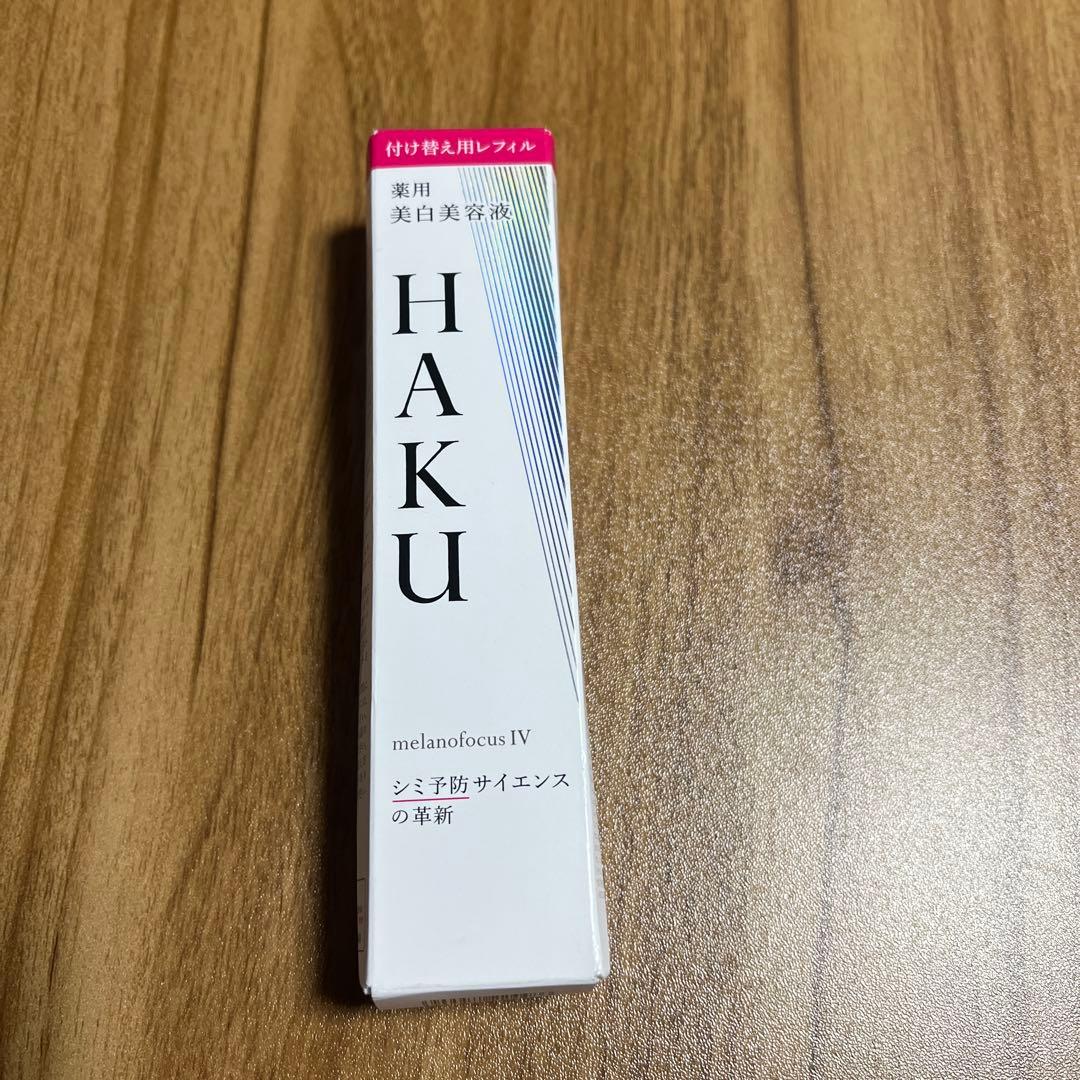 付け替え用レフィル
薬用
美白美容液
HAKU
melanofocus IV
シミ予防サイエンス
の革新